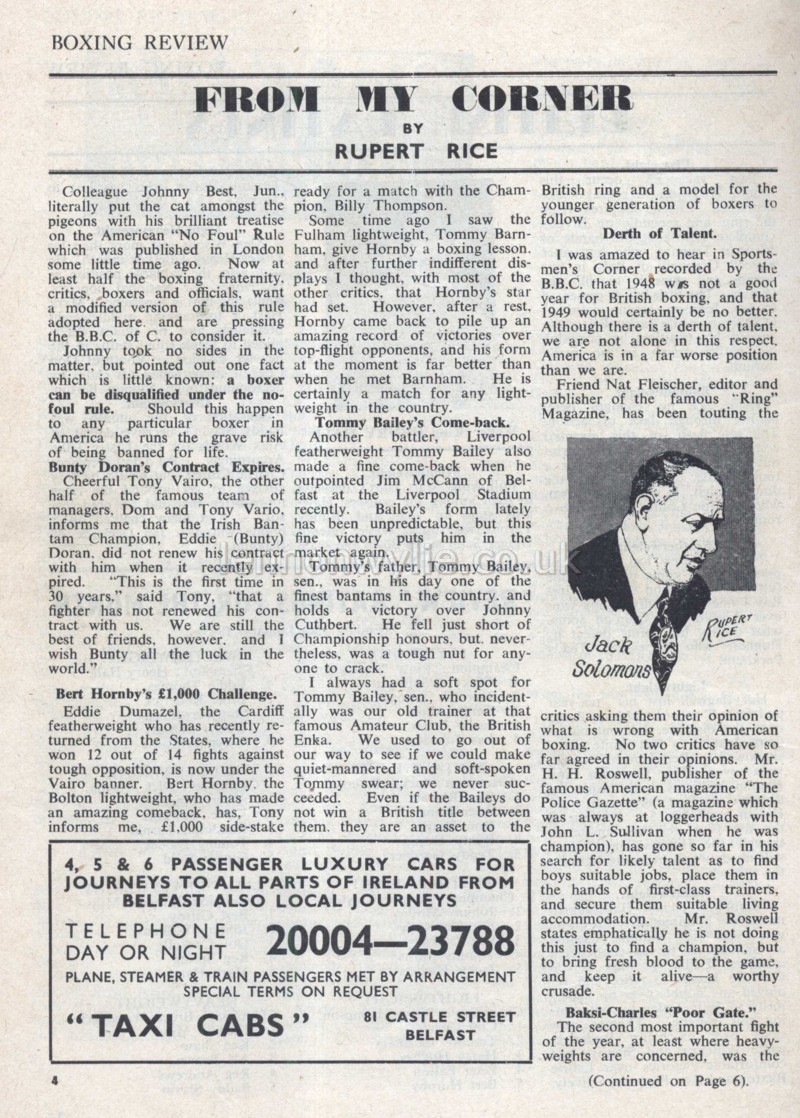 BOXING REVIEW
FROM MY CORNER
BY
RUPERT RICE
Colleague Johnny Best, Jun.,
literally put the cat amongst the
pigeons with his brilliant treatise
on the American "No Foul" Rule
which was published in London
some little time ago. Now at
least half the boxing fraternity,
critics, boxers and officials, want
a modified version of this rule
adopted here, and are pressing
the B.B.C. of C. to consider it.
Johnny took no sides in the
matter, but pointed out one fact
which is little known: a boxer
can be disqualified under the no-
foul rule. Should this happen
to any particular boxer in
America he runs the grave risk
of being banned for life.
Bunty Doran's Contract Expires.
Cheerful Tony Vairo, the other
half of the famous team of
managers, Dom and Tony Vario,
informs me that the Irish Ban-
tam Champion, Eddie (Bunty)
Doran, did not renew his contract
with him when it recently ex-
pired. "This is the first time in
30 years," said Tony, "that a
fighter has not renewed his con-
tract with us. We are still the
best of friends, however, and I
wish Bunty all the luck in the
world."
Bert Hornby's £1,000 Challenge.
Eddie Dumazel, the Cardiff
featherweight who has recently re-
turned from the States, where he
won 12 out of 14 fights against
tough opposition, is now under the
Vairo banner. Bert Hornby, the
Bolton lightweight, who has made
an amazing comeback, has, Tony
informs me, £1,000 side-stake
ready for a match with the Cham-
pion, Billy Thompson.
Some time ago I saw the
Fulham lightweight, Tommy Barn-
ham, give Hornby a boxing lesson,
and after further indifferent dis-
plays I thought, with most of the
other critics, that Hornby's star
had set. However, after a rest,
Hornby came back to pile up an
amazing record of victories over
top-flight opponents, and his form
at the moment is far better than
when he met Barnham. He is
certainly a match for any light-
weight in the country.
Tommy Bailey's Come-back.
Another battler, Liverpool
featherweight Tommy Bailey also
made a fine come-back when he
outpointed Jim McCann of Bel-
fast at the Liverpool Stadium
recently. Bailey's form lately
has been unpredictable, but this
fine victory puts him in the
market again.
Tommy's father, Tommy Bailey,
sen., was in his day one of the
finest bantams in the country, and
holds a victory over Johnny
Cuthbert. He fell just short of
Championship honours, but, never-
theless, was a tough nut for any-
one to crack.
I always had a soft spot for
Tommy Bailey, sen., who incident-
ally was our old trainer at that
famous Amateur Club, the British
Enka. We used to go out of
our way to see if we could make
quiet-mannered and soft-spoken
Tommy swear; we never suc-
ceeded. Even if the Baileys do
not win a British title between
them, they are an asset to the
British ring and a model for the
younger generation of boxers to
follow.
Derth of Talent.
I was amazed to hear in Sports-
men's Corner recorded by the
B.B.C. that 1948 was not a good
year for British boxing, and that
1949 would certainly be no better.
Although there is a derth of talent,
we are not alone in this respect,
America is in a far worse position
than we are.
Friend Nat Fleischer, editor and
publisher of the famous "Ring"
Magazine, has been touting the
Jack
Solomons
RUPERT
RICE
critics asking them their opinion of
what is wrong with American
boxing. No two critics have so
far agreed in their opinions. Mr.
H. H. Roswell, publisher of the
famous American magazine "The
Police Gazette" (a magazine which
was always at loggerheads with
John L. Sullivan when he was
champion), has gone so far in his
search for likely talent as to find
boys suitable jobs, place them in
the hands of first-class trainers,
and secure them suitable living
accommodation. Mr. Roswell
states emphatically he is not doing
this just to find a champion, but
to bring fresh blood to the game,
and keep it alive—a worthy
crusade.
Baksi-Charles "Poor Gate."
The second most important fight
of the year, at least where heavy-
weights are concerned, was the
(Continued on Page 6).
4, 5 & 6 PASSENGER LUXURY CARS FOR
JOURNEYS TO ALL PARTS OF IRELAND FROM
BELFAST ALSO LOCAL JOURNEYS
TELEPHONE
DAY OR NIGHT
20004—23788
PLANE, STEAMER & TRAIN PASSENGERS MET BY ARRANGEMENT
SPECIAL TERMS ON REQUEST
"TAXI CABS"
81 CASTLE STREET
BELFAST
4